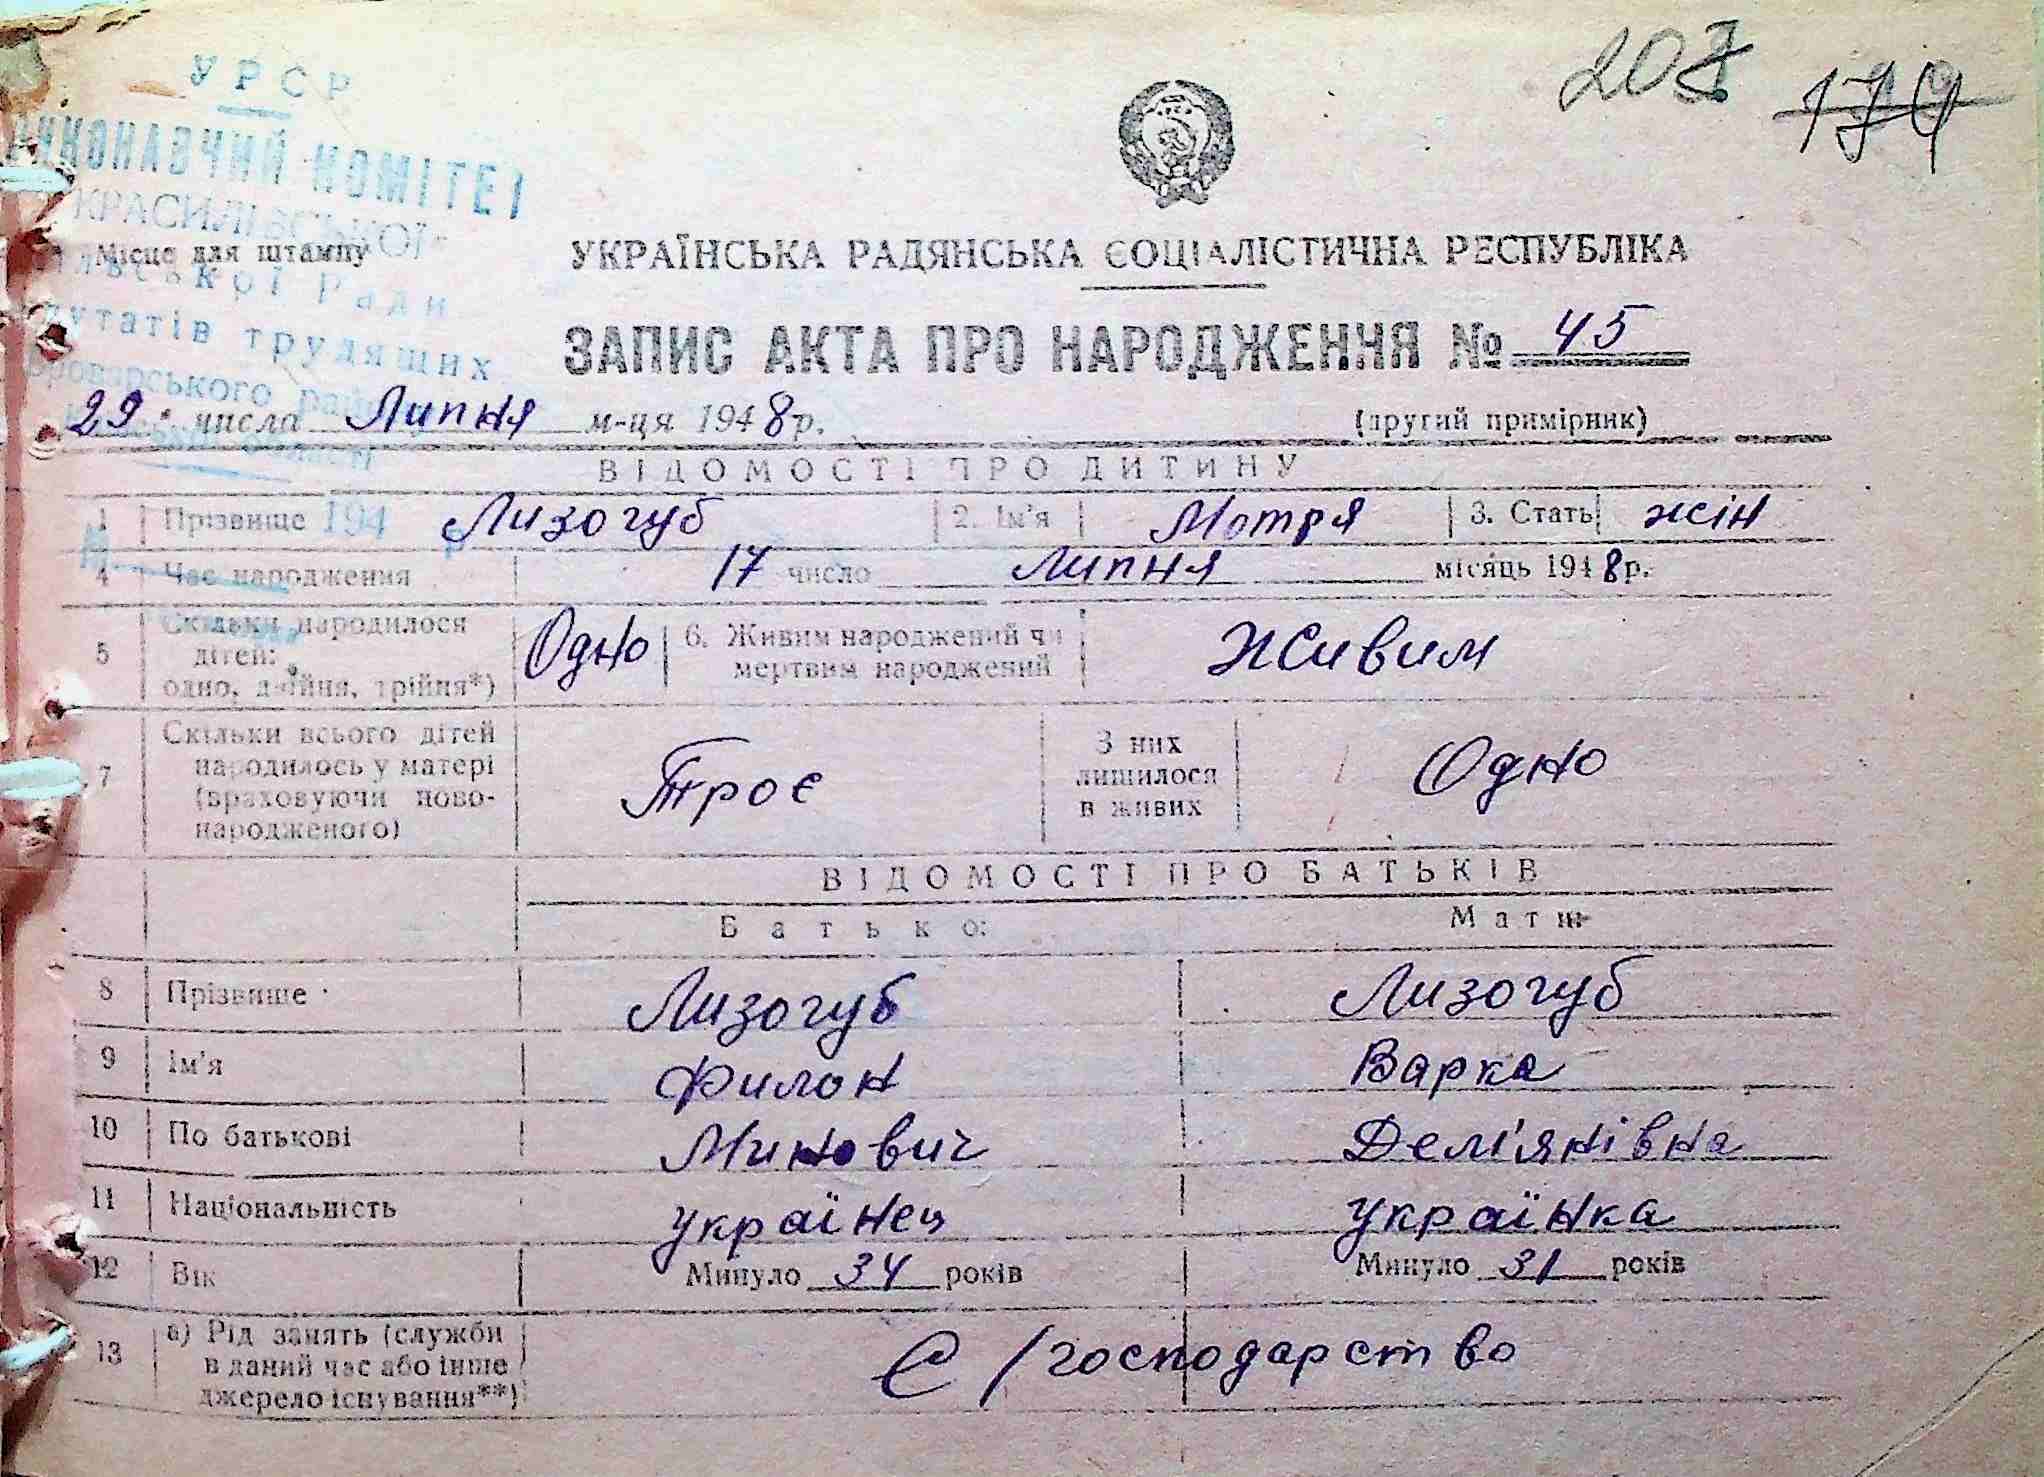 207 174
УРСР
ВИКОНАВЧИЙ КОМІТЕТ
КРАСИЛІВСЬКОЇ
Місце для штампу
сільської Ради
депутатів трудящих
Броварського
УКРАЇНСЬКА РАДЯНСЬКА СОЦІАЛІСТИЧНА РЕСПУБЛІКА
ЗАПИС АКТА ПРО НАРОДЖЕННЯ № 45
29 числа Липня м-ця 1948 р. (другий примірник)
області
ВІДОМОСТІ ПРО ДИТИНУ
1 Прізвище 194 Лизогуб 2. Ім'я Мотря 3. Стать жін
4 Час народження 17 число Липня місяць 1948 р.
5 Скільки народилося дітей: одно, двійня, трійня*) Одно 6. Живим народжений чи мертвим народжений Живим
7 Скільки всього дітей народилось у матері (враховуючи новонародженого) Троє З них лишилося в живих Одно
ВІДОМОСТІ ПРО БАТЬКІВ
Батько: Мати:
8 Прізвище Лизогуб Лизогуб
9 Ім'я Филон Варка
10 По батькові Минович Дем'янівна
11 Національність українец українка
12 Вік Минуло 34 років Минуло 31 років
13 а) Рід занять (служби в даний час або інше джерело існування**) Є/господарство